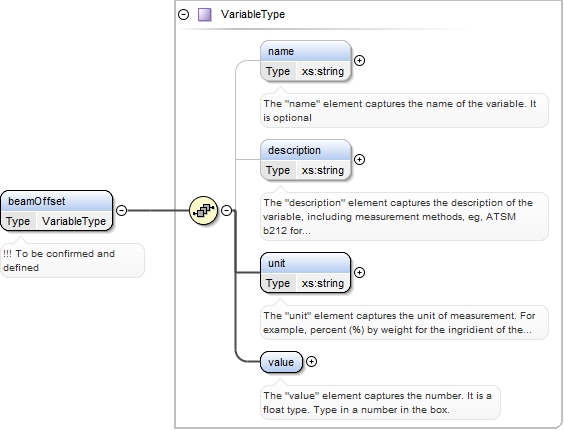 VariableType
name
Type xs:string
The "name" element captures the name of the variable. It
is optional
description
Type xs:string
The "description" element captures the description of the
variable, including measurement methods, eg, ATSM
b212 for...
beamOffset
Type VariableType
!!! To be confirmed and
defined
unit
Type xs:string
The "unit" element captures the unit of measurement. For
example, percent (%) by weight for the ingridient of the...
value
The "value" element captures the number. It is a
float type. Type in a number in the box.